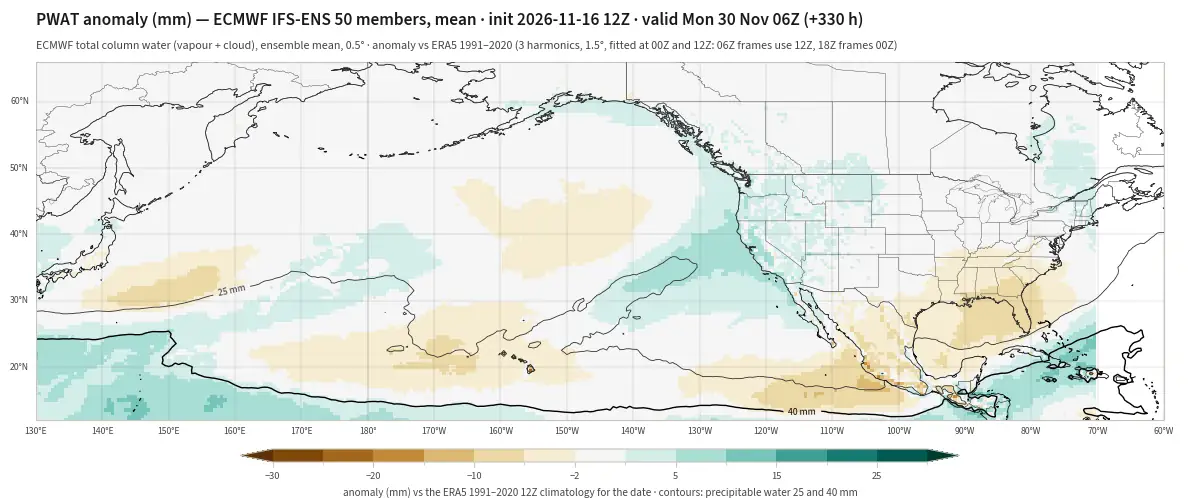 PWAT anomaly (mm) — ECMWF IFS-ENS 50 members, mean · init 2026-11-16 12Z · valid Mon 30 Nov 06Z (+330 h)
ECMWF total column water (vapour + cloud), ensemble mean, 0.5° · anomaly vs ERA5 1991–2020 (3 harmonics, 1.5°, fitted at 00Z and 12Z: 06Z frames use 12Z, 18Z frames 00Z)
60°N
50°N
40°N
30°N
20°N
25 mm
40 mm
130°E 140°E 150°E 160°E 170°E 180° 170°W 160°W 150°W 140°W 130°W 120°W 110°W 100°W 90°W 80°W 70°W 60°W
−30 −20 −10 −2 5 15 25
anomaly (mm) vs the ERA5 1991–2020 12Z climatology for the date · contours: precipitable water 25 and 40 mm